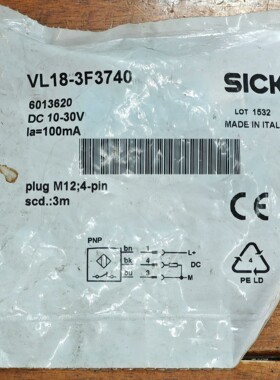 VL18-3F3740
SICK
6013620
DC 10-30V
Ia=100mA
LOT 1532
MADE IN ITAL
plug M12;4-pin
scd.:3m
CE
PNP
bn 1 L+
bk 4 DC
bu 3 M
4
PE LD